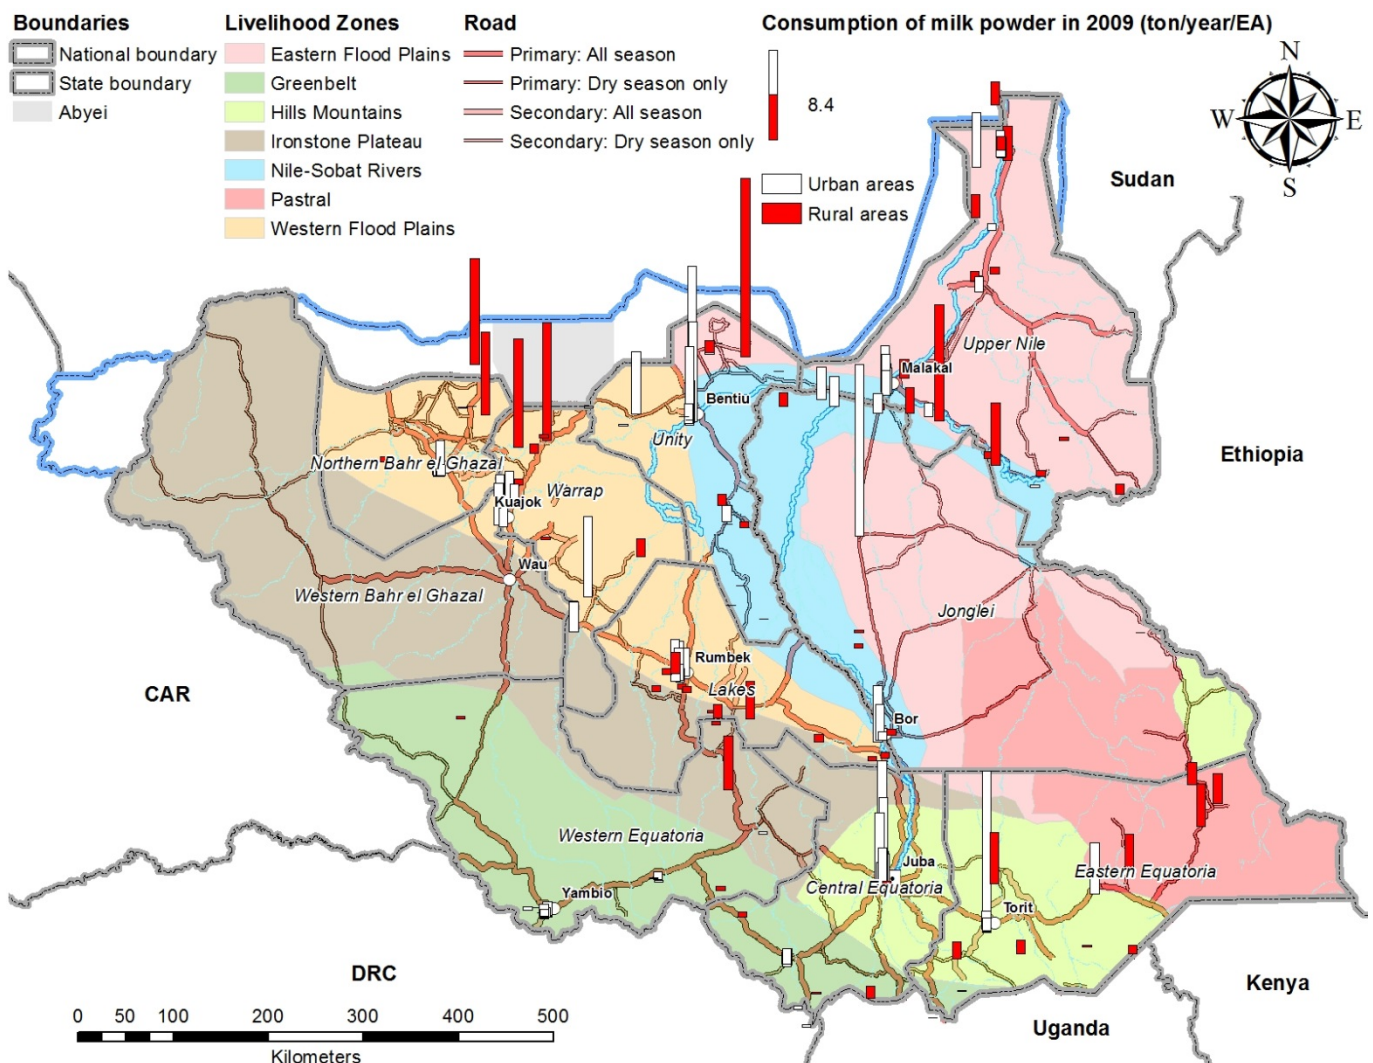 Boundaries
National boundary
State boundary
Abyei
Livelihood Zones
Eastern Flood Plains
Greenbelt
Hills Mountains
Ironstone Plateau
Nile-Sobat Rivers
Pastral
Western Flood Plains
Road
Primary: All season
Primary: Dry season only
Secondary: All season
Secondary: Dry season only
Consumption of milk powder in 2009 (ton/year/EA)
8.4
Urban areas
Rural areas
N
W E
S
Sudan
Upper Nile
Malakal
Bentiu
Unity
Ethiopia
Northern Bahr el Ghazal
Warrap
Kuajok
Wau
Western Bahr el Ghazal
Jonglei
Rumbek
Lakes
CAR
Bor
Western Equatoria
Juba
Central Equatoria
Eastern Equatoria
Yambio
Torit
DRC
Kenya
Uganda
0 50 100 200 300 400 500
Kilometers